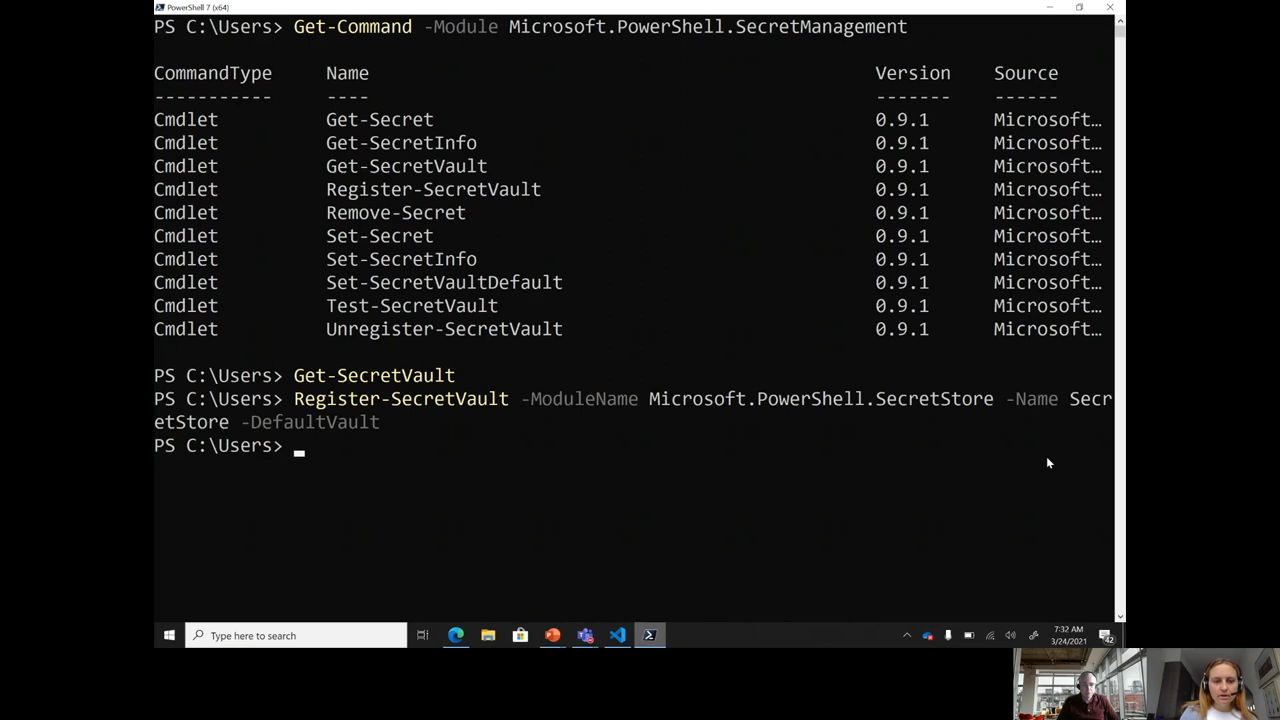 PowerShell 7 (x64)
PS C:\Users> Get-Command -Module Microsoft.PowerShell.SecretManagement
CommandType Name Version Source
----------- ---- ------- ------
Cmdlet Get-Secret 0.9.1 Microsoft…
Cmdlet Get-SecretInfo 0.9.1 Microsoft…
Cmdlet Get-SecretVault 0.9.1 Microsoft…
Cmdlet Register-SecretVault 0.9.1 Microsoft…
Cmdlet Remove-Secret 0.9.1 Microsoft…
Cmdlet Set-Secret 0.9.1 Microsoft…
Cmdlet Set-SecretInfo 0.9.1 Microsoft…
Cmdlet Set-SecretVaultDefault 0.9.1 Microsoft…
Cmdlet Test-SecretVault 0.9.1 Microsoft…
Cmdlet Unregister-SecretVault 0.9.1 Microsoft…
PS C:\Users> Get-SecretVault
PS C:\Users> Register-SecretVault -ModuleName Microsoft.PowerShell.SecretStore -Name Secr
etStore -DefaultVault
PS C:\Users>
Type here to search
7:32 AM
3/24/2021
42